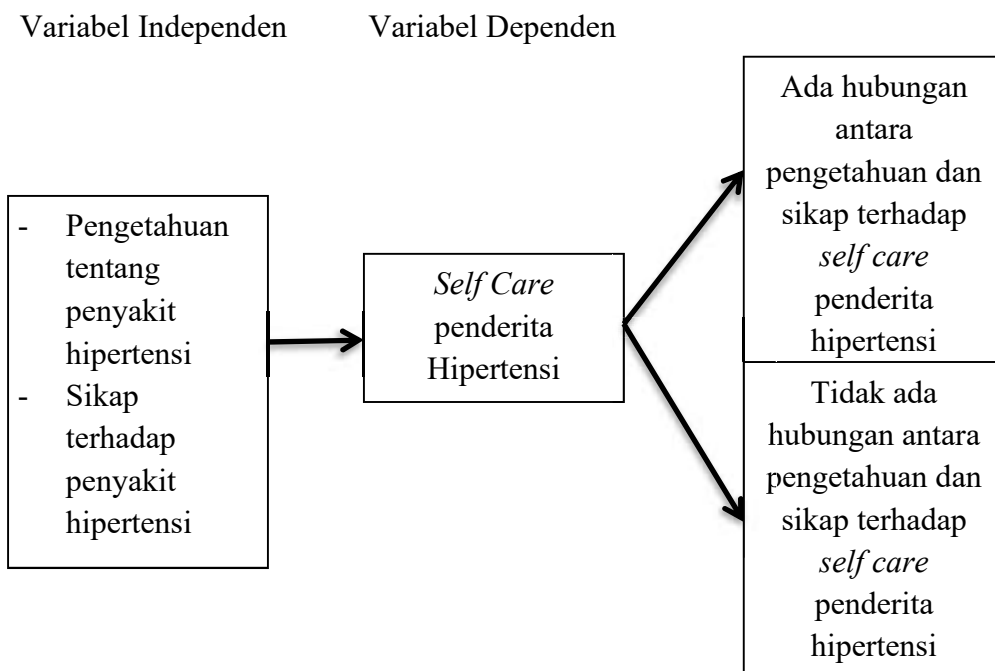 Variabel Independen
Variabel Dependen
- Pengetahuan
tentang
penyakit
hipertensi
- Sikap
terhadap
penyakit
hipertensi
Self Care
penderita
Hipertensi
Ada hubungan
antara
pengetahuan dan
sikap terhadap
self care
penderita
hipertensi
Tidak ada
hubungan antara
pengetahuan dan
sikap terhadap
self care
penderita
hipertensi